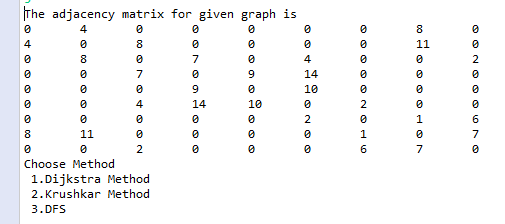 The adjacency matrix for given graph is
0 4 0 0 0 0 0 8 0
4 0 8 0 0 0 0 11 0
0 8 0 7 0 4 0 0 2
0 0 7 0 9 14 0 0 0
0 0 0 9 0 10 0 0 0
0 0 4 14 10 0 2 0 0
0 0 0 0 0 2 0 1 6
8 11 0 0 0 0 1 0 7
0 0 2 0 0 0 6 7 0
Choose Method
1.Dijkstra Method
2.Krushkar Method
3.DFS